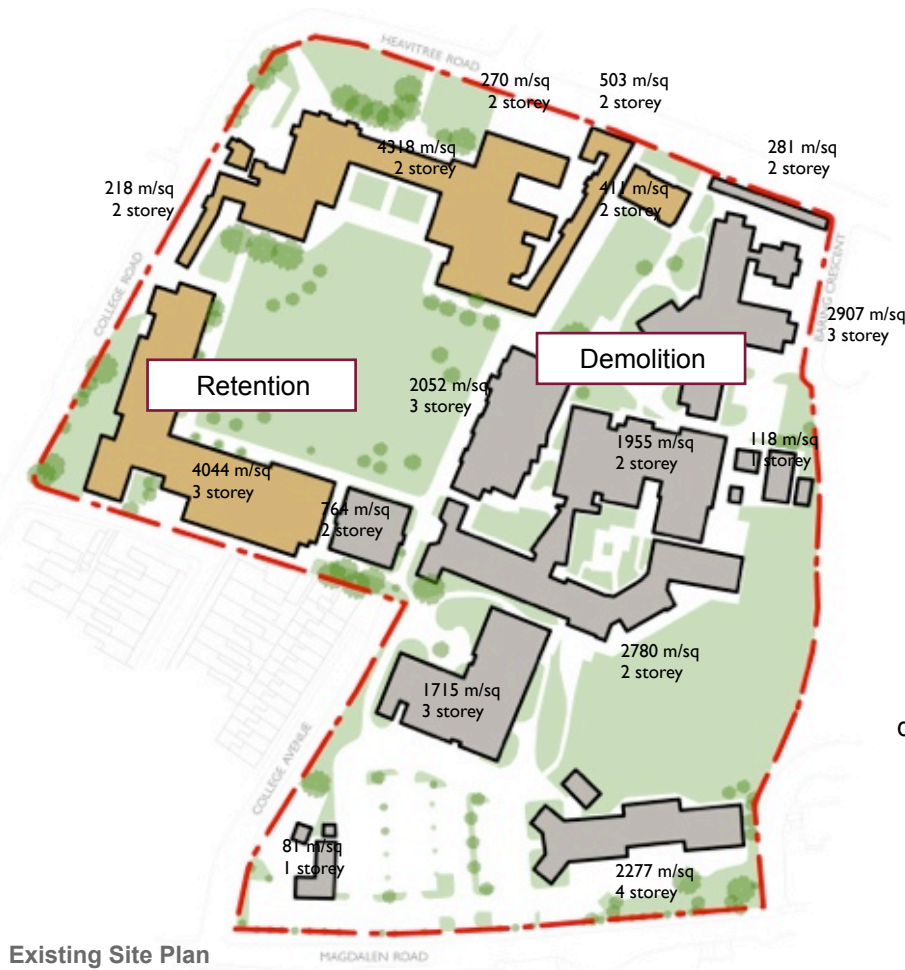 HEAVITREE ROAD
270 m/sq
2 storey
503 m/sq
2 storey
4318 m/sq
2 storey
281 m/sq
2 storey
218 m/sq
2 storey
411 m/sq
2 storey
COLLEGE ROAD
BARING CRESCENT
2907 m/sq
3 storey
Retention
Demolition
2052 m/sq
3 storey
1955 m/sq
2 storey
118 m/sq
1 storey
4044 m/sq
3 storey
764 m/sq
2 storey
2780 m/sq
2 storey
1715 m/sq
3 storey
COLLEGE AVENUE
81 m/sq
1 storey
2277 m/sq
4 storey
Existing Site Plan
MAGDALEN ROAD